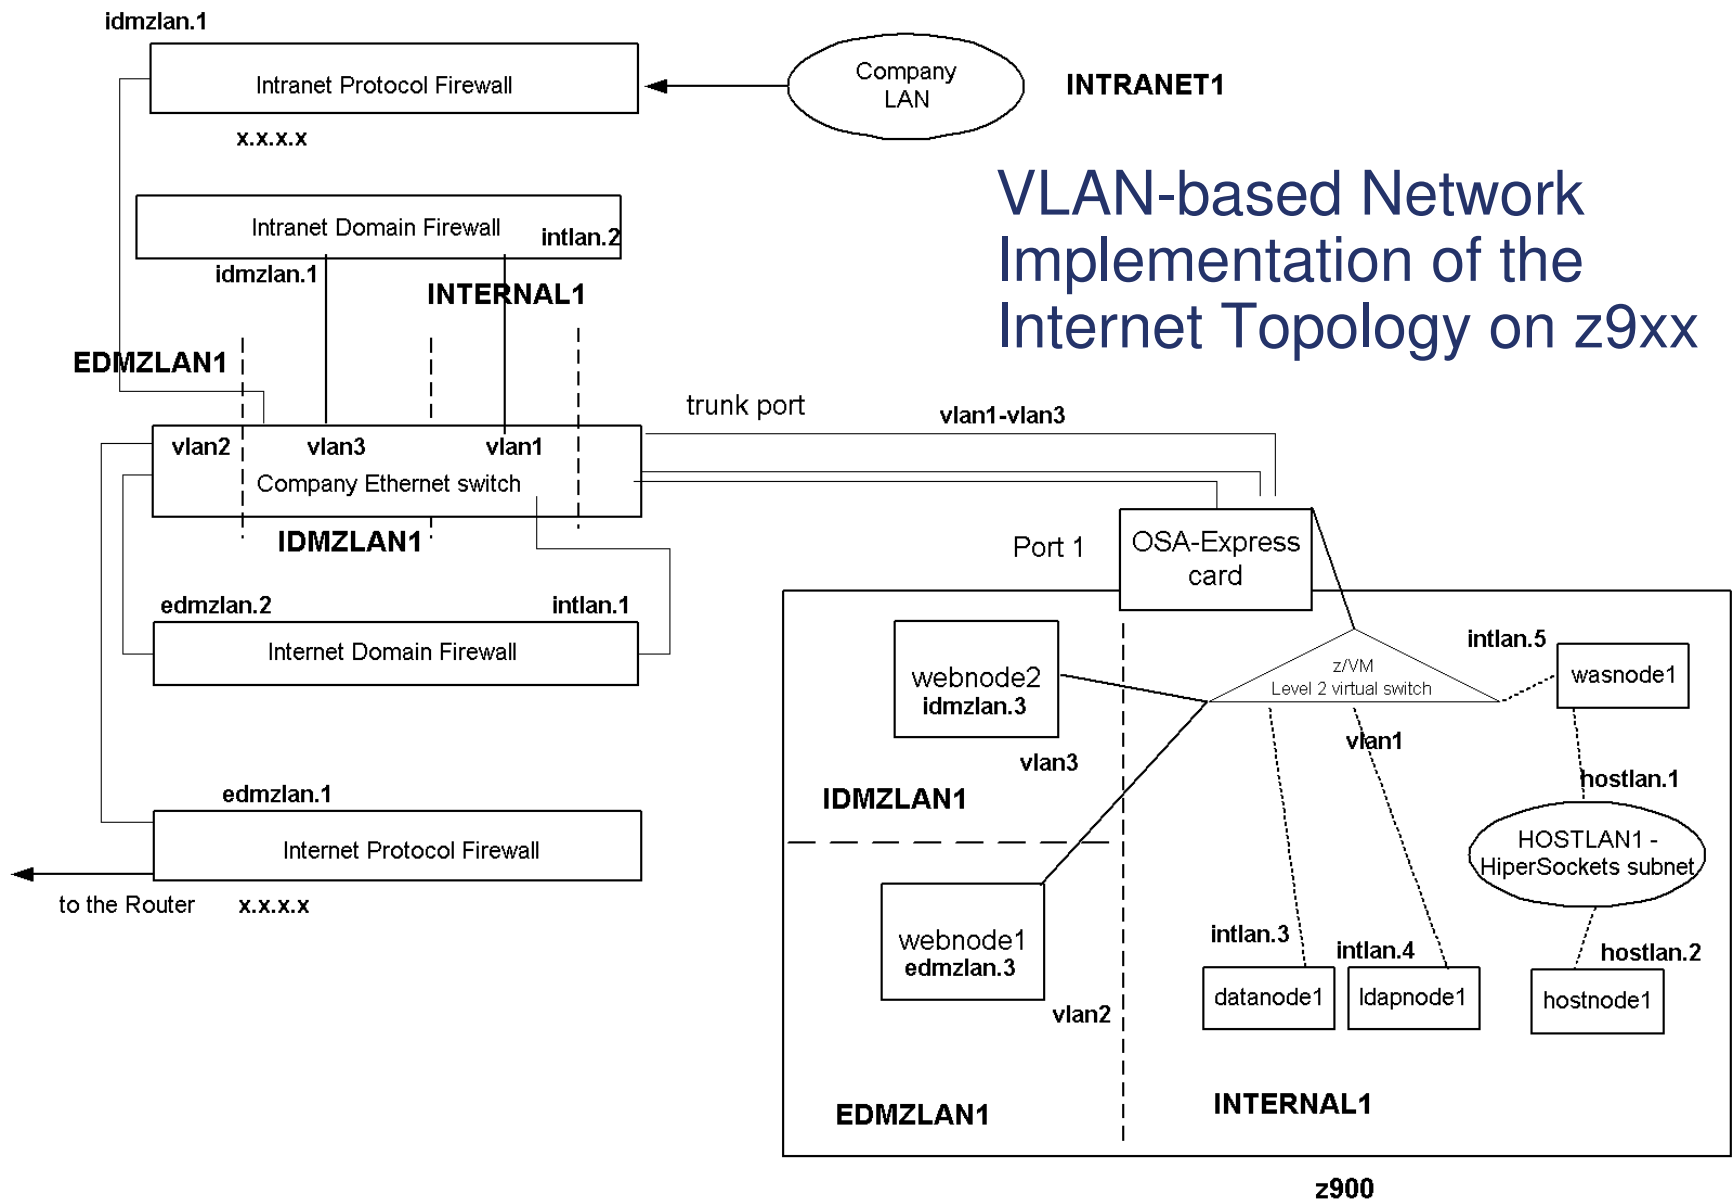 idmzlan.1
Intranet Protocol Firewall
x.x.x.x
Company
LAN
INTRANET1
VLAN-based Network
Implementation of the
Internet Topology on z9xx
Intranet Domain Firewall
intlan.2
idmzlan.1
INTERNAL1
EDMZLAN1
trunk port
vlan1-vlan3
vlan2
vlan3
vlan1
Company Ethernet switch
IDMZLAN1
Port 1
OSA-Express
card
edmzlan.2
intlan.1
Internet Domain Firewall
edmzlan.1
Internet Protocol Firewall
to the Router
x.x.x.x
webnode2
idmzlan.3
vlan3
IDMZLAN1
z/VM
Level 2 virtual switch
vlan1
intlan.5
wasnode1
hostlan.1
HOSTLAN1 -
HiperSockets subnet
hostlan.2
hostnode1
webnode1
edmzlan.3
vlan2
EDMZLAN1
intlan.3
datanode1
intlan.4
ldapnode1
INTERNAL1
z900